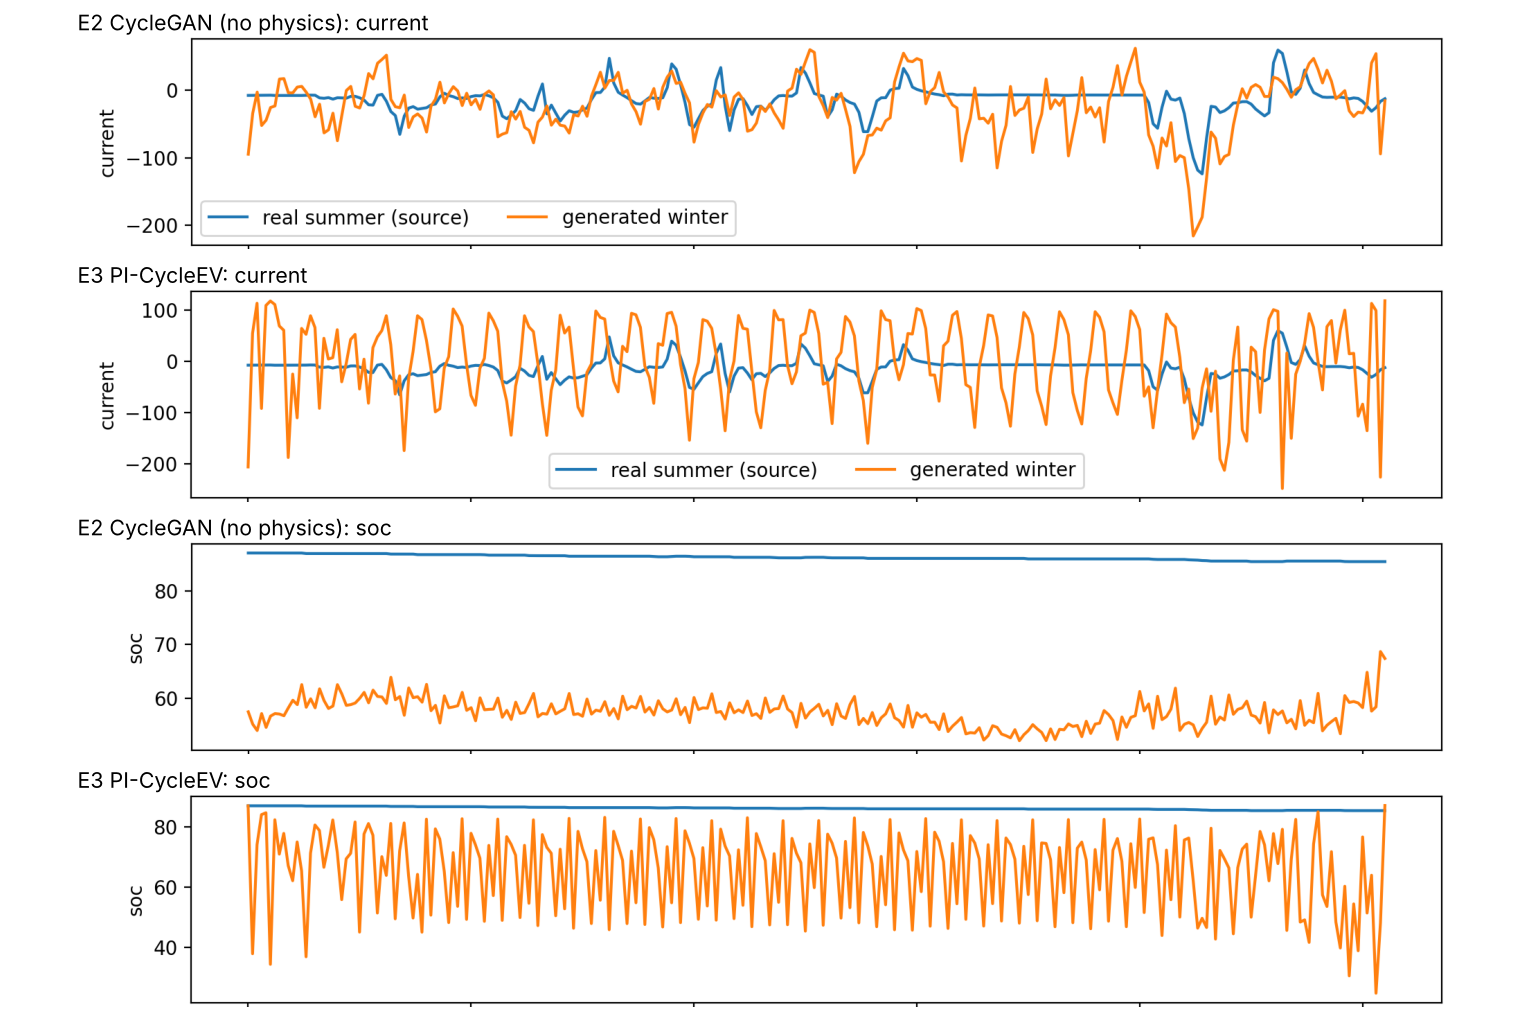 E2 CycleGAN (no physics): current
0
−100
−200
current
real summer (source)
generated winter
E3 PI-CycleEV: current
100
0
−100
−200
current
real summer (source)
generated winter
E2 CycleGAN (no physics): soc
80
70
60
soc
E3 PI-CycleEV: soc
80
60
40
soc